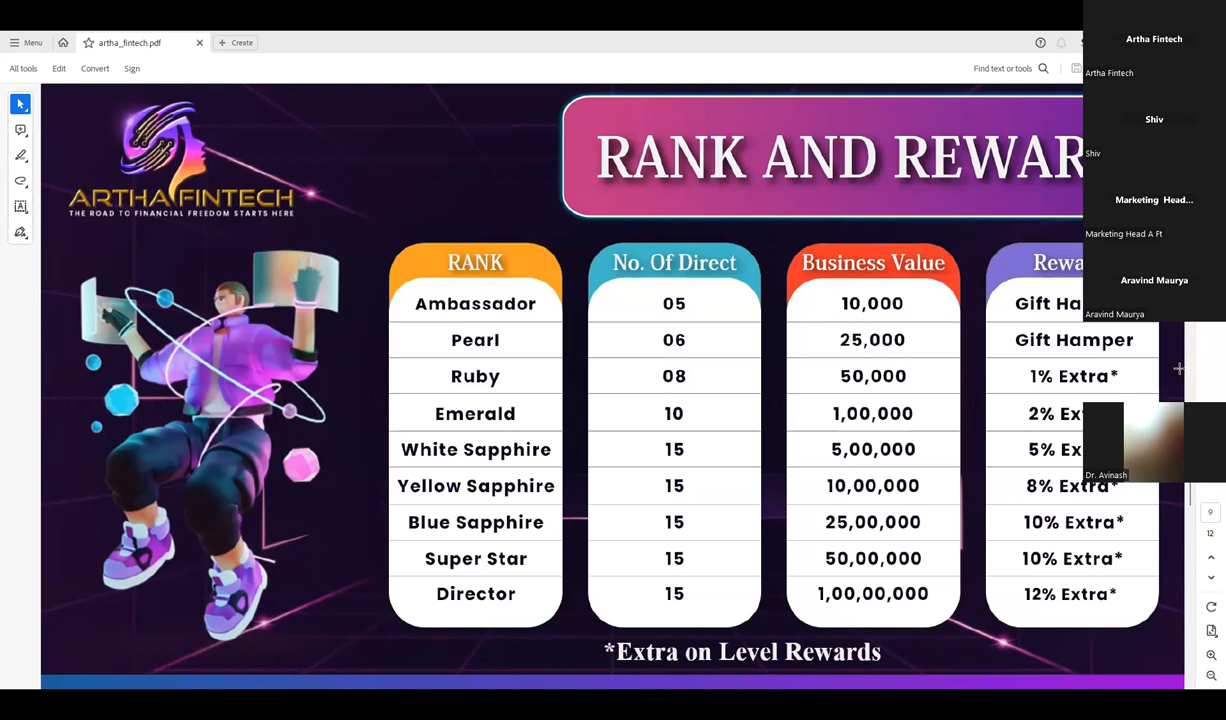 Menu
artha_fintech.pdf
Create
All tools Edit Convert Sign
Find text or tools
ARTHA FINTECH
THE ROAD TO FINANCIAL FREEDOM STARTS HERE
RANK AND REWAR
RANK No. Of Direct Business Value Rewa
Ambassador 05 10,000 Gift Ha
Pearl 06 25,000 Gift Hamper
Ruby 08 50,000 1% Extra*
Emerald 10 1,00,000 2% Ex
White Sapphire 15 5,00,000 5% Ex
Yellow Sapphire 15 10,00,000 8% Extra*
Blue Sapphire 15 25,00,000 10% Extra*
Super Star 15 50,00,000 10% Extra*
Director 15 1,00,00,000 12% Extra*
*Extra on Level Rewards
Artha Fintech
Artha Fintech
Shiv
Shiv
Marketing Head...
Marketing Head A Ft
Aravind Maurya
Aravind Maurya
Dr. Avinash
9
12